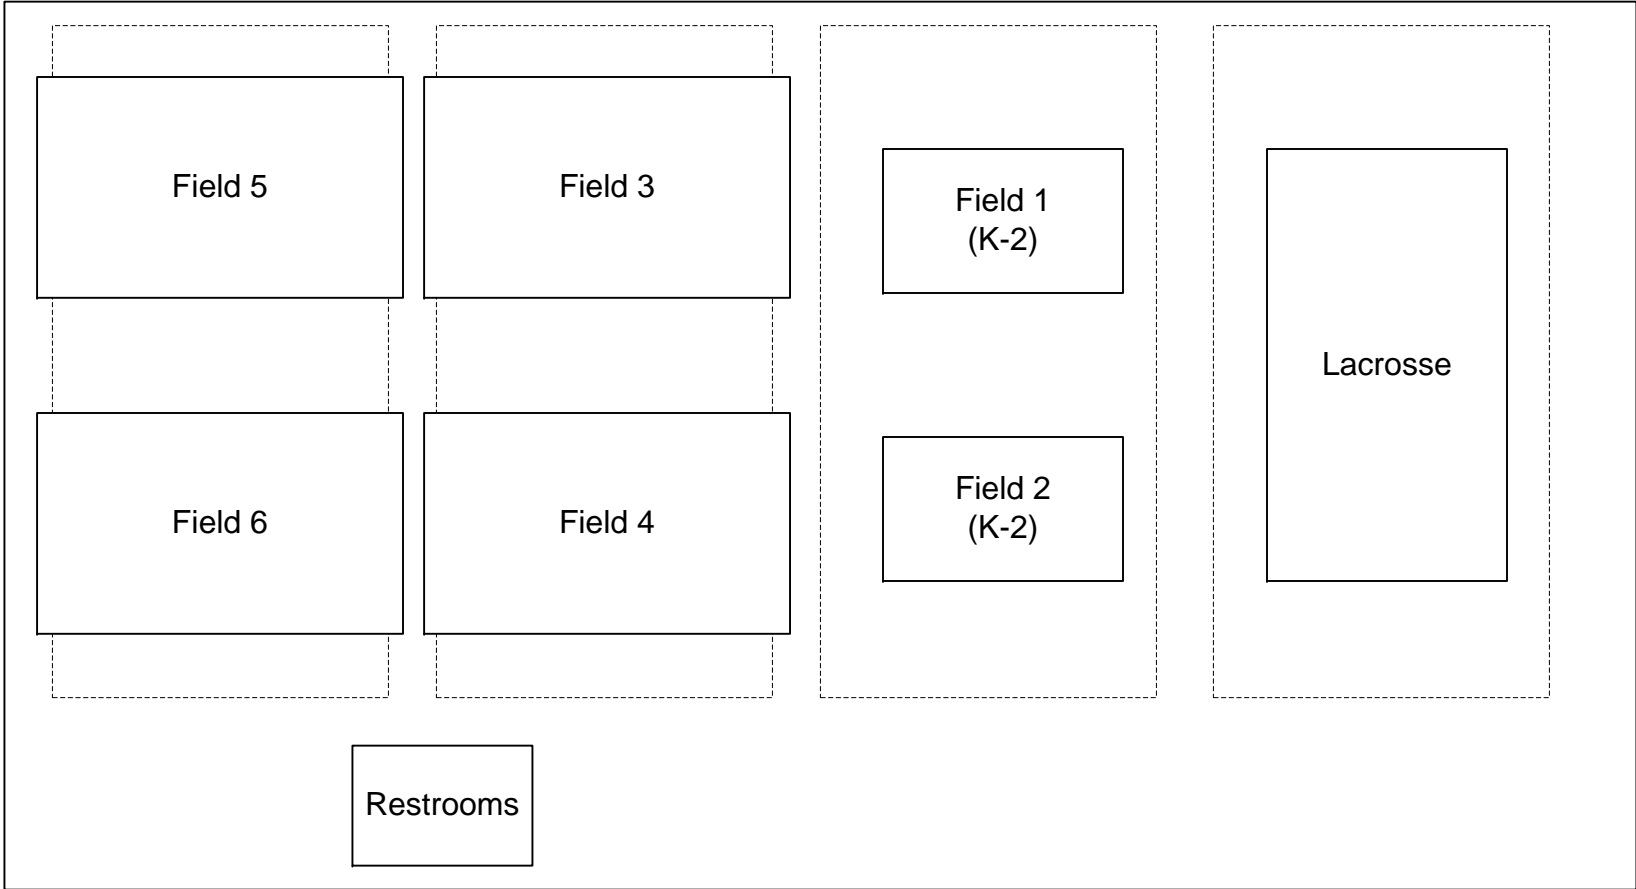 Field 5
Field 3
Field 1
(K-2)
Lacrosse
Field 6
Field 4
Field 2
(K-2)
Restrooms